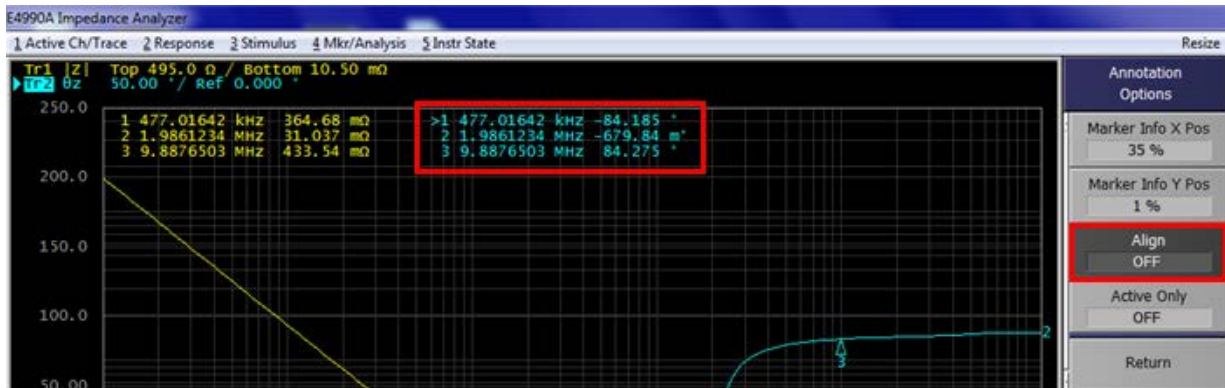 E4990A Impedance Analyzer
1 Active Ch/Trace 2 Response 3 Stimulus 4 Mkr/Analysis 5 Instr State Resize
Tr1 |Z| Top 495.0 Ω / Bottom 10.50 mΩ
Tr2 θz 50.00 °/ Ref 0.000 °
250.0
1 477.01642 kHz 364.68 mΩ
2 1.9861234 MHz 31.037 mΩ
3 9.8876503 MHz 433.54 mΩ
>1 477.01642 kHz -84.185 °
2 1.9861234 MHz -679.84 m°
3 9.8876503 MHz 84.275 °
200.0
150.0
100.0
50.00
2
3
Annotation
Options
Marker Info X Pos
35 %
Marker Info Y Pos
1 %
Align
OFF
Active Only
OFF
Return